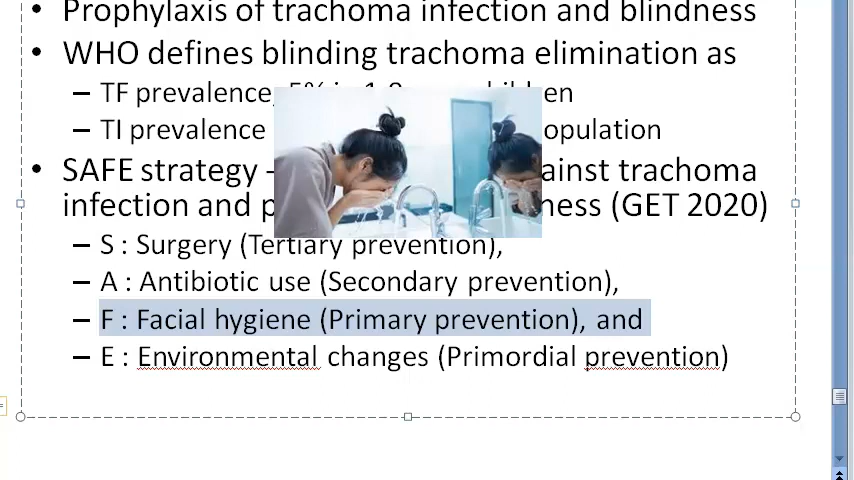 • Prophylaxis of trachoma infection and blindness
• WHO defines blinding trachoma elimination as
– TF prevalence
– TI prevalence opulation
• SAFE strategy - ainst trachoma
infection and p ness (GET 2020)
– S : Surgery (Tertiary prevention),
– A : Antibiotic use (Secondary prevention),
– F : Facial hygiene (Primary prevention), and
– E : Environmental changes (Primordial prevention)